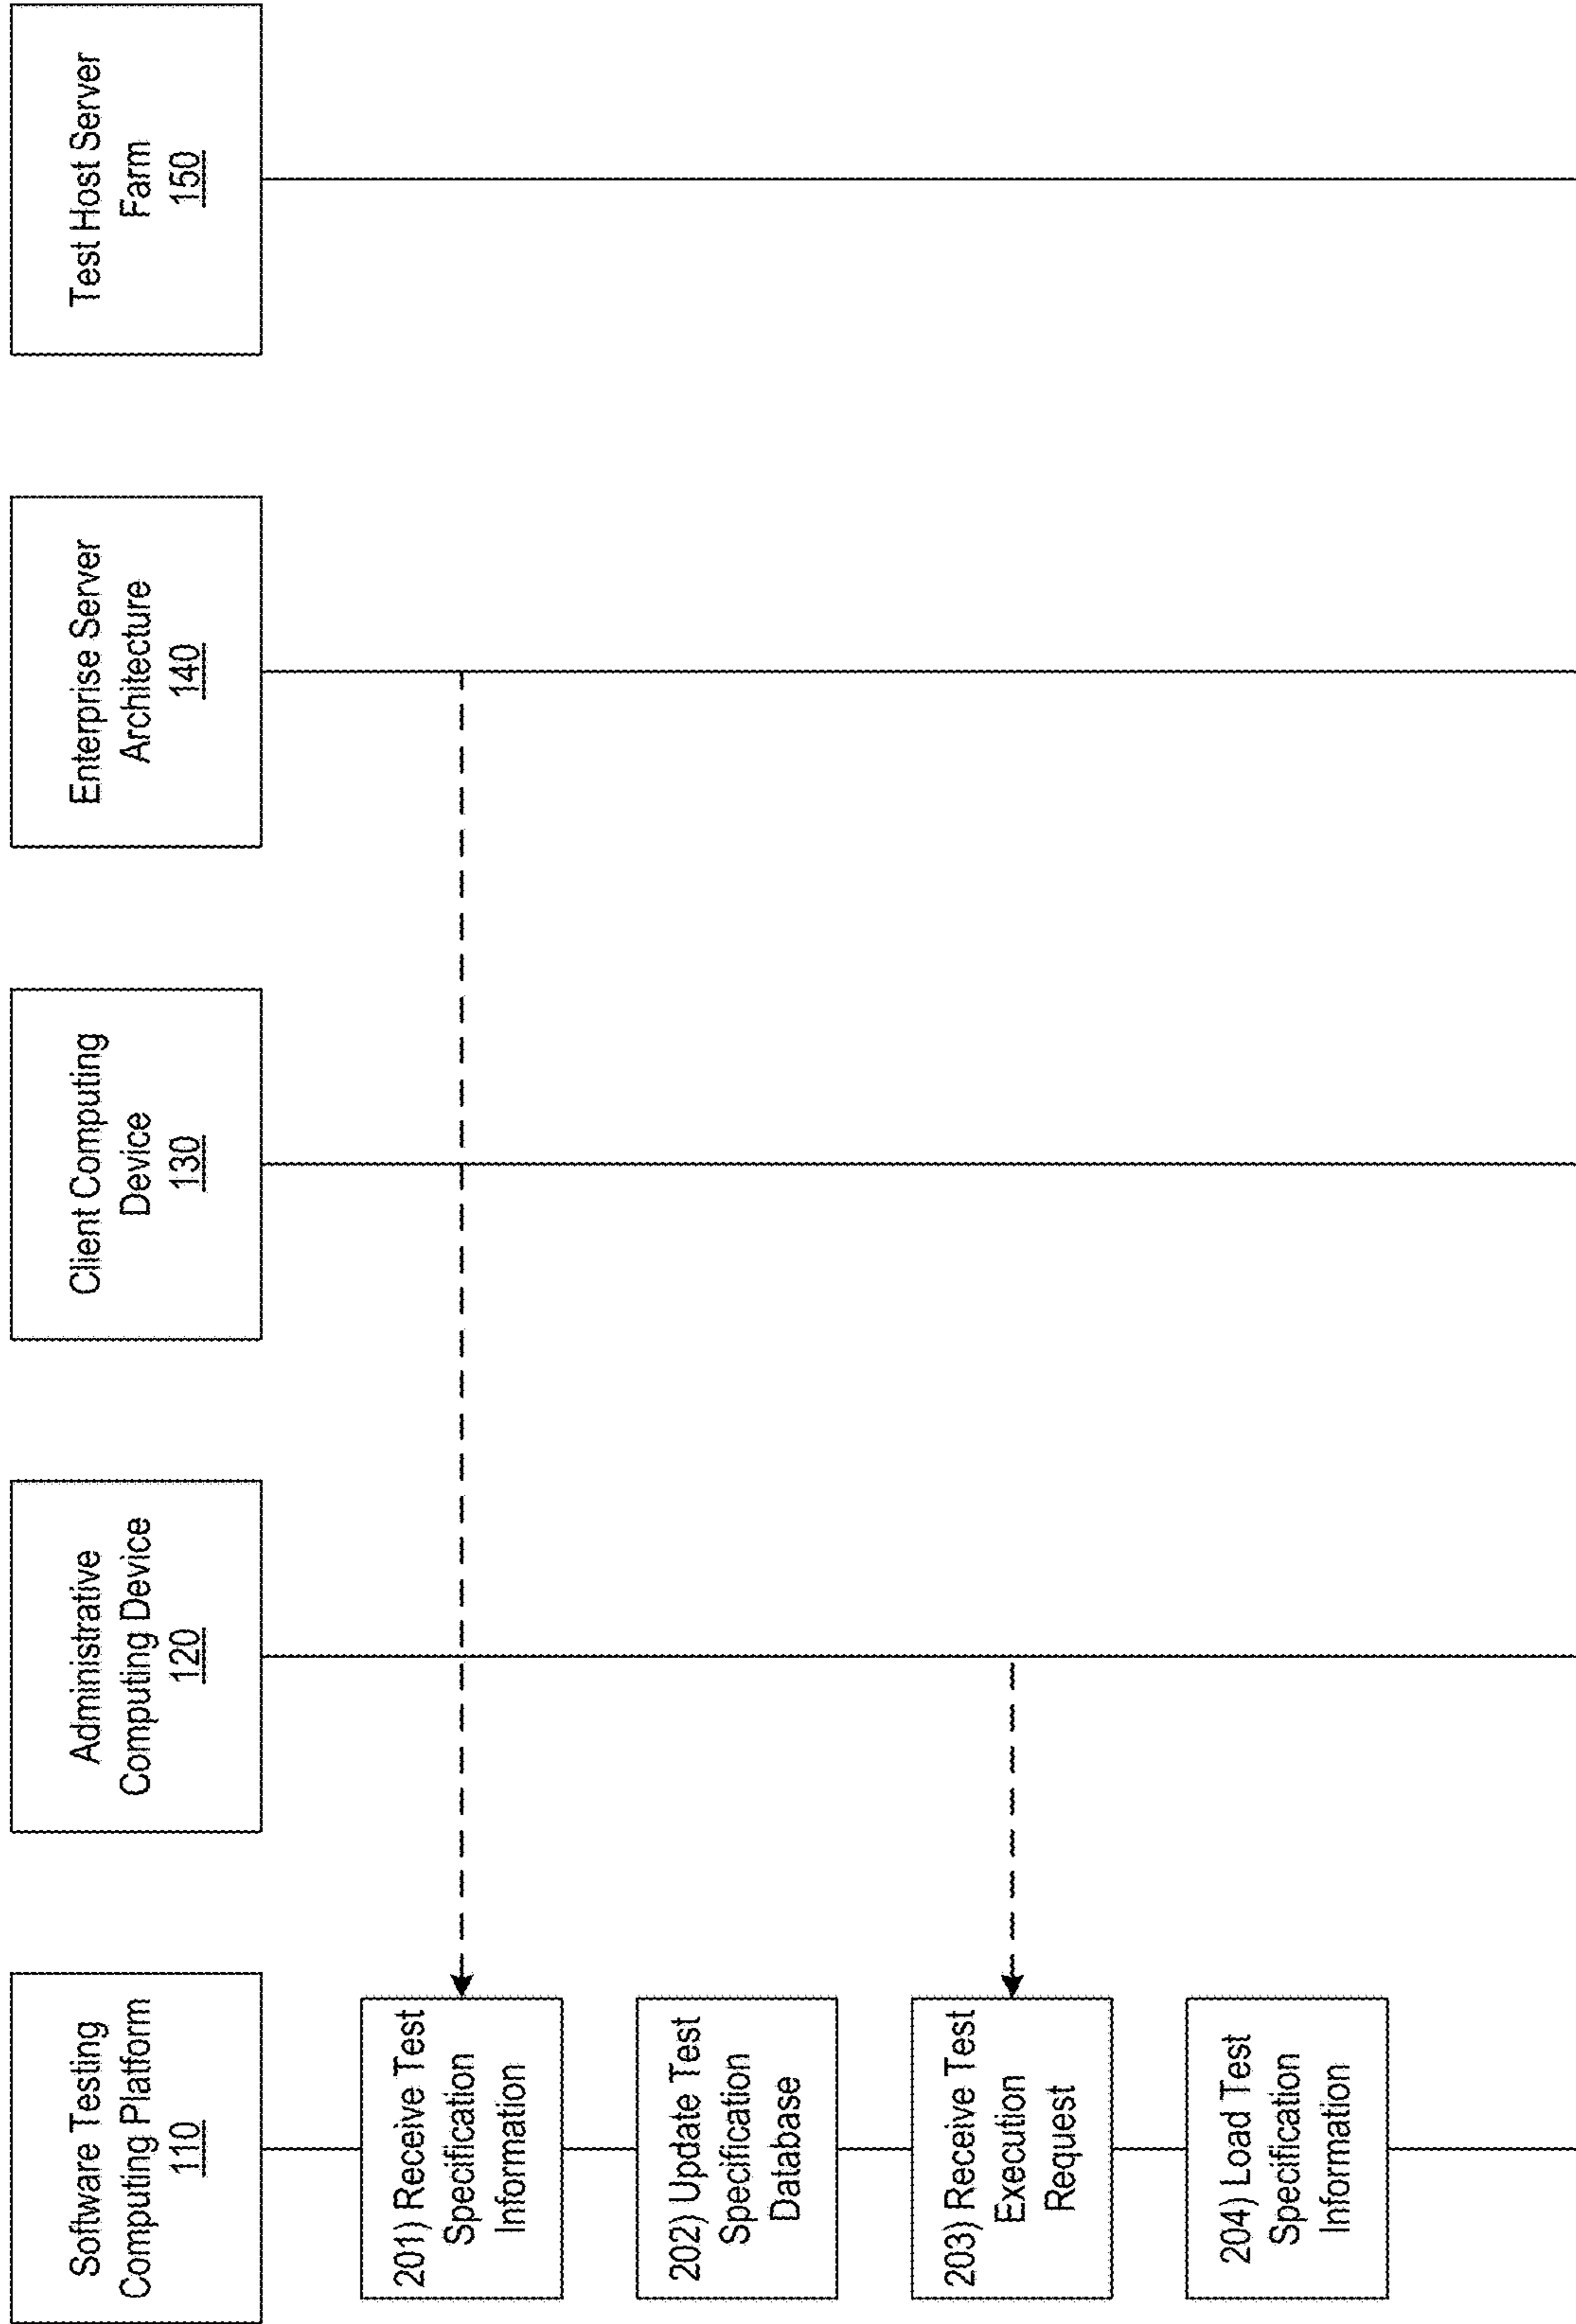 Software Testing
Computing Platform
110
Administrative
Computing Device
120
Client Computing
Device
130
Enterprise Server
Architecture
140
Test Host Server
Farm
150
201) Receive Test
Specification
Information
202) Update Test
Specification
Database
203) Receive Test
Execution
Request
204) Load Test
Specification
Information